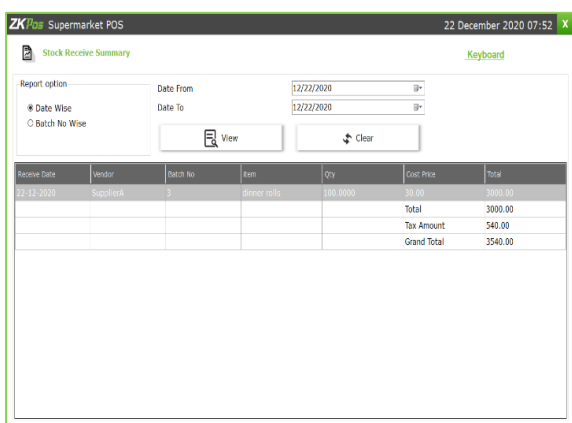 ZKPos Supermarket POS 22 December 2020 07:52 X
Stock Receive Summary Keyboard
Report option
Date From 12/22/2020
Date Wise Date To 12/22/2020
Batch No Wise
View Clear
Receive Date Vendor Batch No Item Qty Cost Price Total
22-12-2020 SupplierA 3 dinner rolls 100.0000 30.00 3000.00
Total 3000.00
Tax Amount 540.00
Grand Total 3540.00